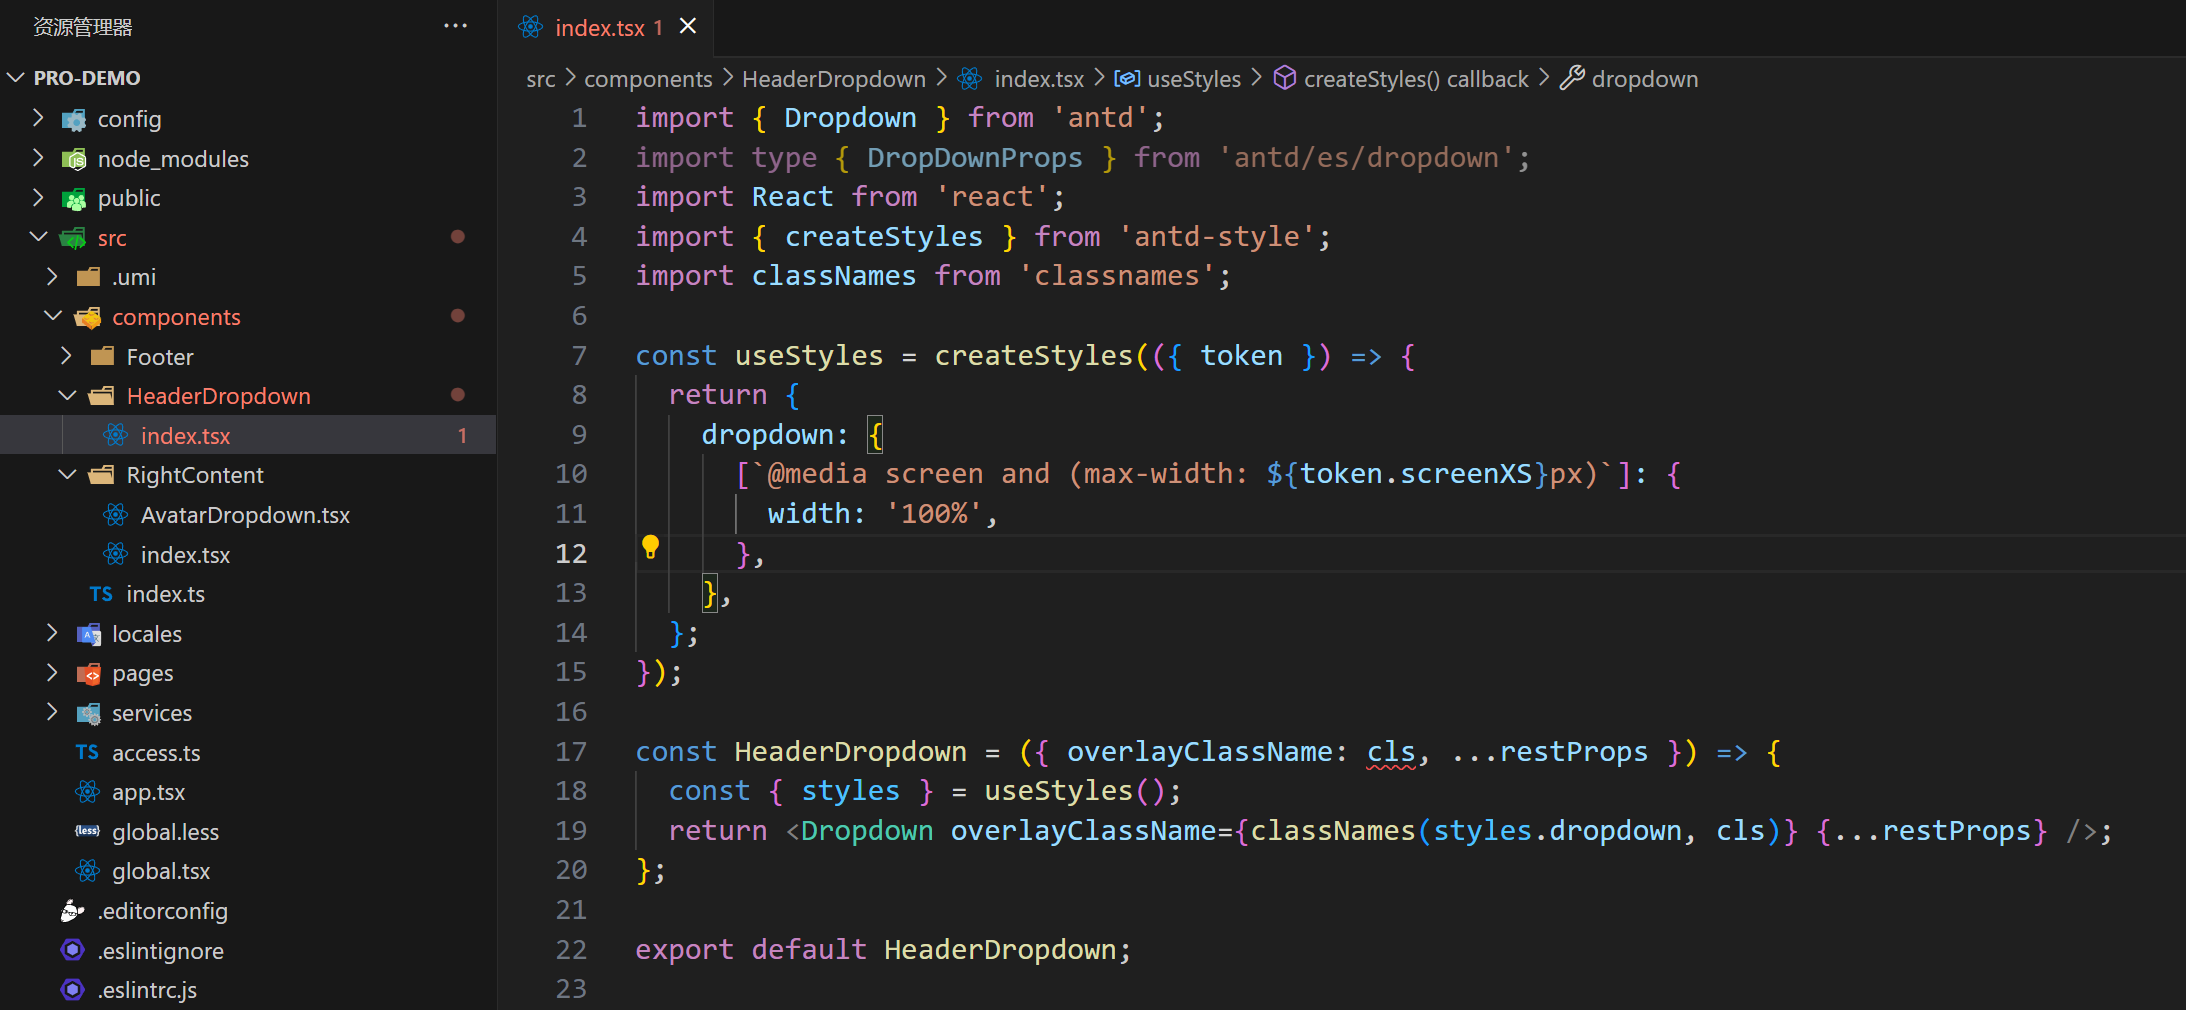 资源管理器 ···
PRO-DEMO
config
node_modules
public
src
.umi
components
Footer
HeaderDropdown
index.tsx 1
RightContent
AvatarDropdown.tsx
index.tsx
TS index.ts
locales
pages
services
TS access.ts
app.tsx
{less} global.less
global.tsx
.editorconfig
.eslintignore
.eslintrc.js
index.tsx 1
src > components > HeaderDropdown > index.tsx > useStyles > createStyles() callback > dropdown
1 import { Dropdown } from 'antd';
2 import type { DropDownProps } from 'antd/es/dropdown';
3 import React from 'react';
4 import { createStyles } from 'antd-style';
5 import classNames from 'classnames';
6
7 const useStyles = createStyles(({ token }) => {
8   return {
9     dropdown: {
10       [`@media screen and (max-width: ${token.screenXS}px)`]: {
11         width: '100%',
12       },
13     },
14   };
15 });
16
17 const HeaderDropdown = ({ overlayClassName: cls, ...restProps }) => {
18   const { styles } = useStyles();
19   return <Dropdown overlayClassName={classNames(styles.dropdown, cls)} {...restProps} />;
20 };
21
22 export default HeaderDropdown;
23